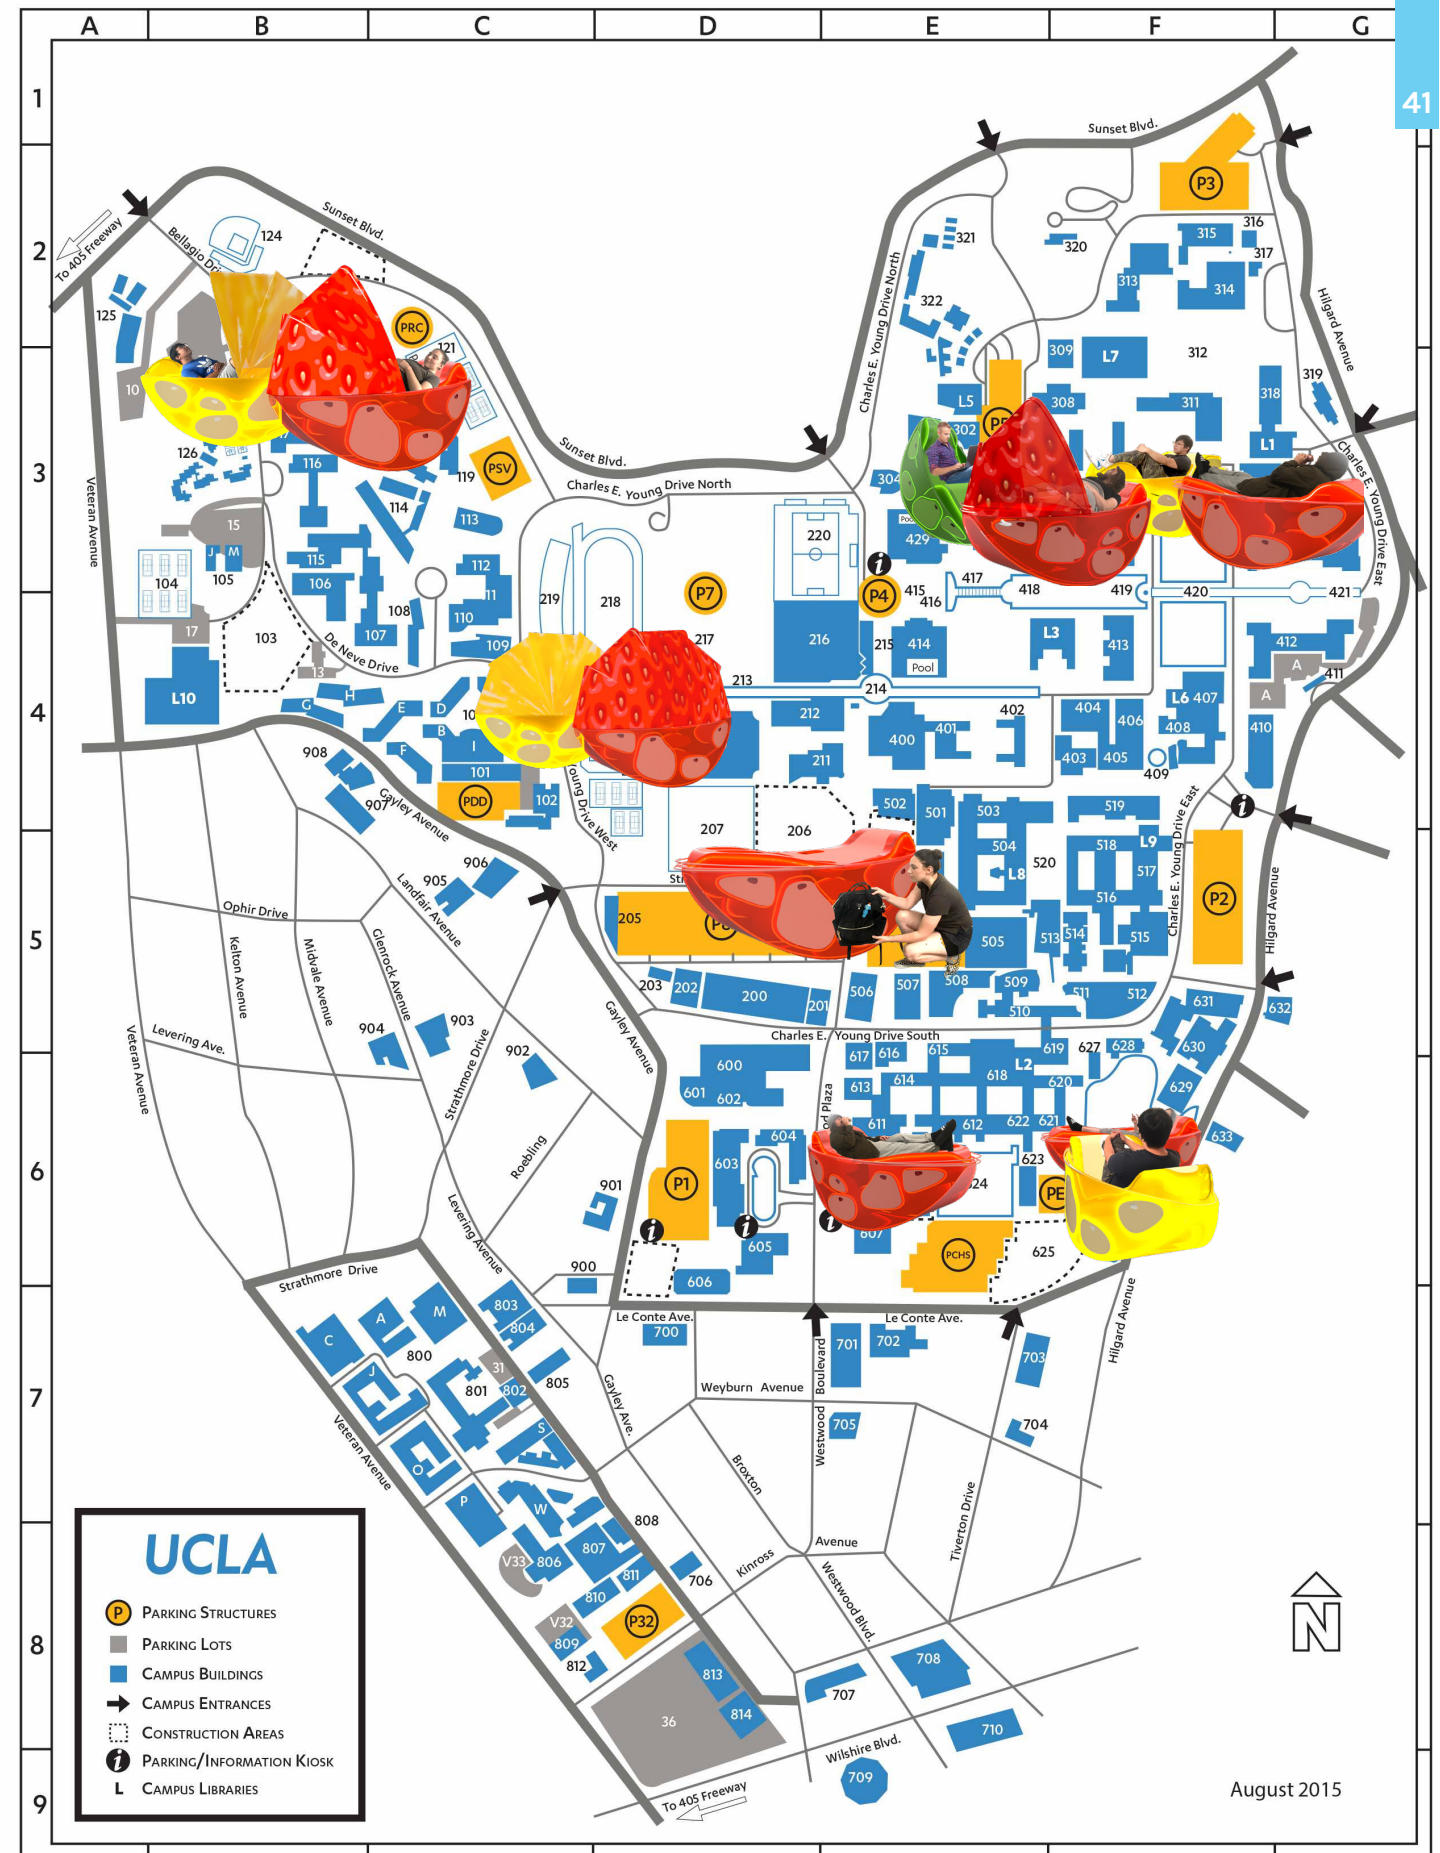 A B C D E F G
41
1
2
3
4
5
6
7
8
9
Sunset Blvd.
P3
To 405 Freeway
Bellagio Dri
124
Sunset Blvd.
321
320
315
316
317
313
314
322
125
PRC
121
Charles E. Young Drive North
Hilgard Avenue
309
L7
312
10
L5
302
308
311
318
319
L1
126
116
119
PSV
Sunset Blvd.
Charles E. Young Drive North
304
Charles E. Young Drive East
Veteran Avenue
114
113
15
J M
104
105
115
106
112
11
110
108
107
109
219
218
P7
217
220
429
P4
415
416
417
418
419
420
421
17
103
13
De Neve Drive
216
215
414
Pool
L3
413
412
A
A
411
L10
G
H
E
D
B
F
I
101
102
PDD
213
214
212
211
400
401
402
404
406
403
405
L6
407
408
409
410
908
907
Gayley Avenue
oung Drive West
207
206
502
501
503
504
L8
520
519
518
L9
517
516
Charles E. Young Drive East
P2
Hilgard Avenue
906
905
Landfair Avenue
Ophir Drive
Kelton Avenue
Midvale Avenue
Glenrock Avenue
205
505
513
514
515
203
202
200
201
506
507
508
509
510
511
512
631
632
Levering Ave.
Veteran Avenue
904
903
902
Strathmore Drive
Gayley Avenue
Charles E. Young Drive South
600
601
602
617
616
615
613
614
618
L2
619
620
627
628
630
629
611
612
622
621
633
P1
603
604
605
606
607
623
PE
PCHS
625
Roebling
901
900
Levering Avenue
Strathmore Drive
Le Conte Ave.
Le Conte Ave.
Hilgard Avenue
700
701
702
703
704
705
C
A
M
800
J
801
31
802
803
804
805
O
P
S
W
Weyburn Avenue
Westwood Boulevard
Gayley Ave.
Broxton
Avenue
Kinross
Tiverton Drive
Westwood Blvd.
Veteran Avenue
V33
806
807
808
811
810
706
V32
809
812
P32
813
814
36
707
708
710
709
Wilshire Blvd.
To 405 Freeway
UCLA
P PARKING STRUCTURES
PARKING LOTS
CAMPUS BUILDINGS
CAMPUS ENTRANCES
CONSTRUCTION AREAS
i PARKING/INFORMATION KIOSK
L CAMPUS LIBRARIES
N
August 2015